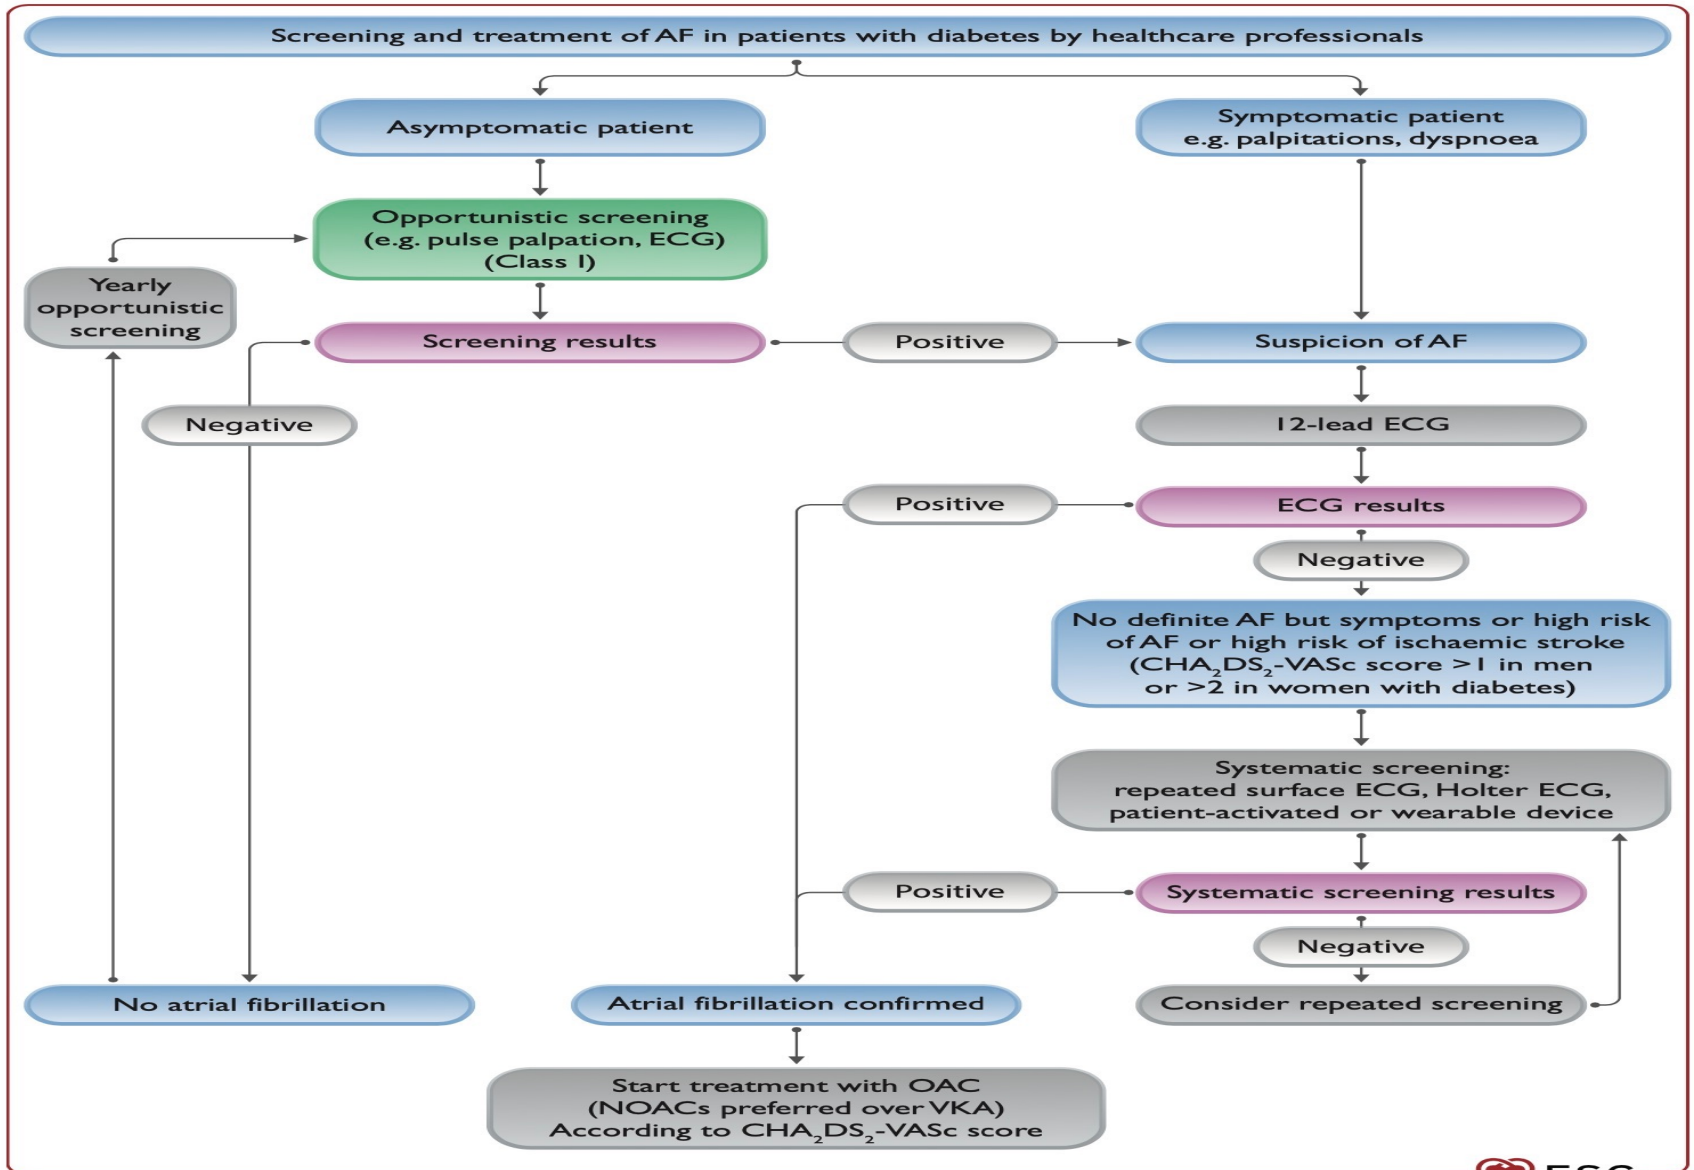 Screening and treatment of AF in patients with diabetes by healthcare professionals
Asymptomatic patient
Symptomatic patient
e.g. palpitations, dyspnoea
Opportunistic screening
(e.g. pulse palpation, ECG)
(Class I)
Yearly
opportunistic
screening
Screening results
Positive
Suspicion of AF
Negative
12-lead ECG
Positive
ECG results
Negative
No definite AF but symptoms or high risk
of AF or high risk of ischaemic stroke
(CHA₂DS₂-VASc score >1 in men
or >2 in women with diabetes)
Systematic screening:
repeated surface ECG, Holter ECG,
patient-activated or wearable device
Positive
Systematic screening results
Negative
No atrial fibrillation
Atrial fibrillation confirmed
Consider repeated screening
Start treatment with OAC
(NOACs preferred over VKA)
According to CHA₂DS₂-VASc score